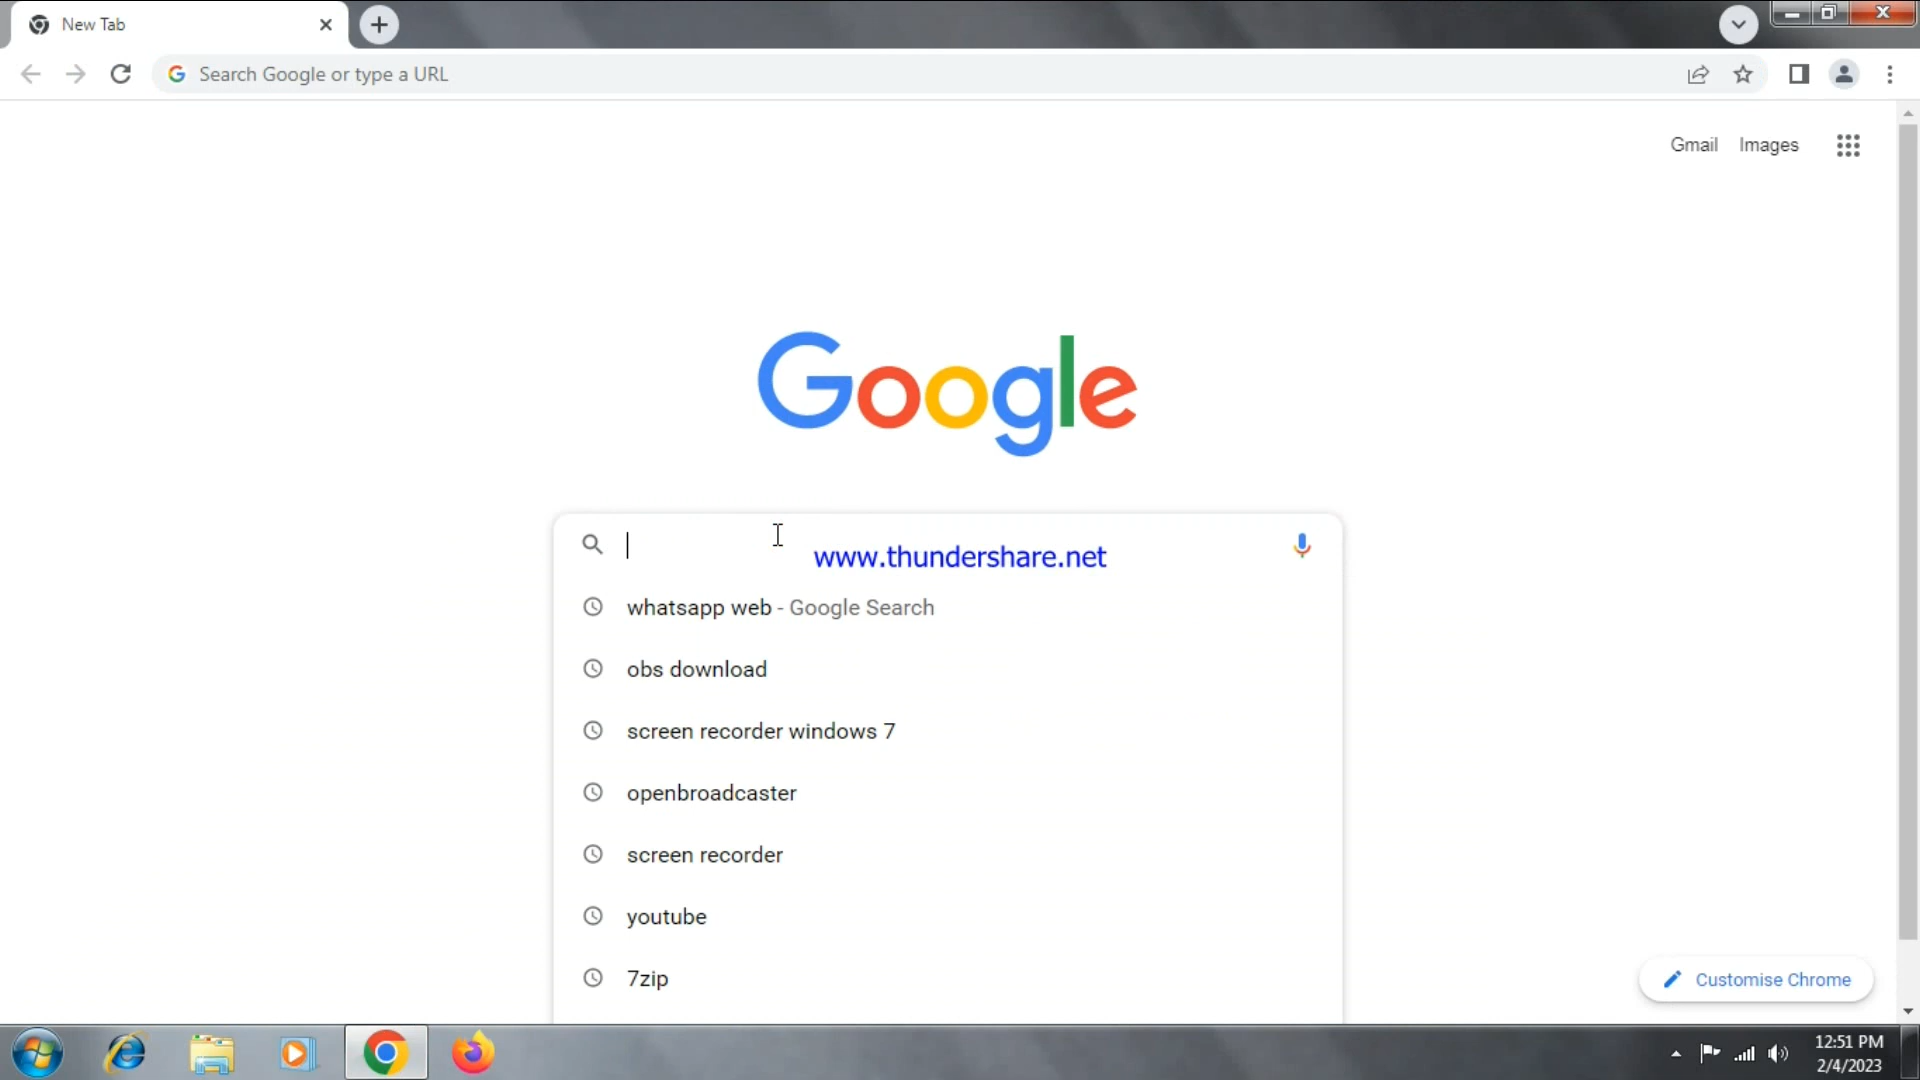 New Tab
Search Google or type a URL
Gmail Images
Google
www.thundershare.net
whatsapp web - Google Search
obs download
screen recorder windows 7
openbroadcaster
screen recorder
youtube
7zip
Customise Chrome
12:51 PM
2/4/2023